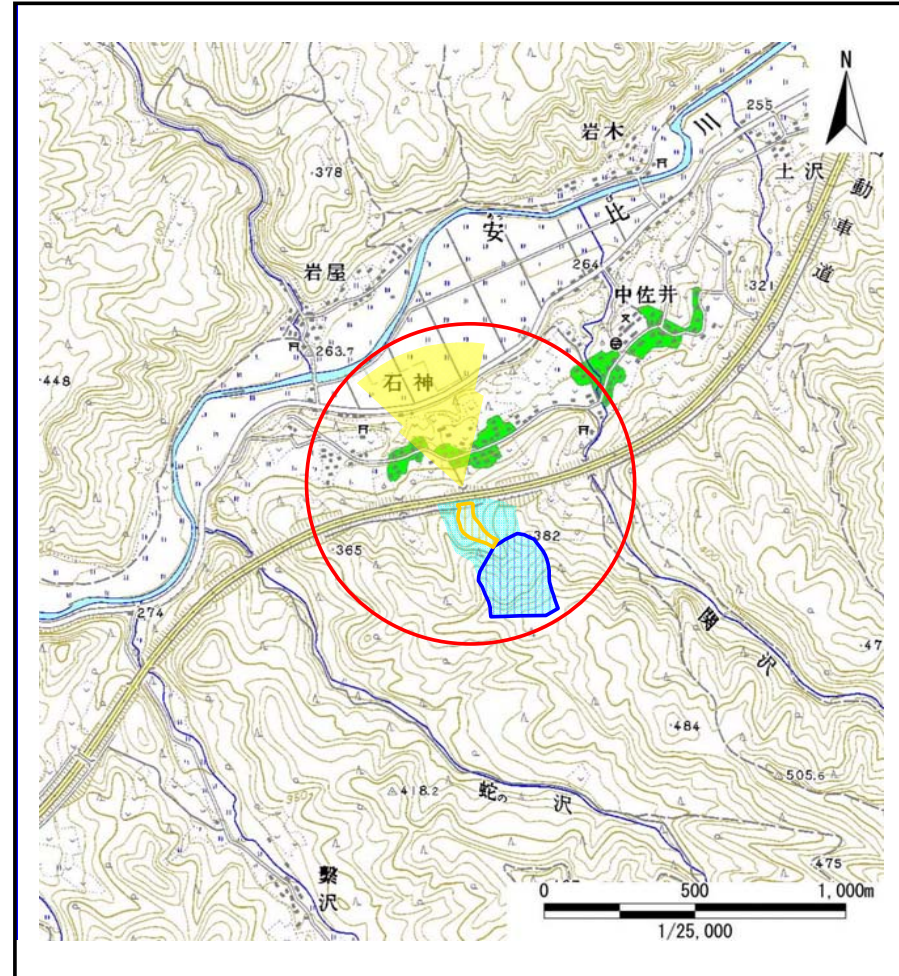 N
255
岩木
川
土沢
378
比
動車道
安
あっ
岩屋
264
321
中佐井
263.7
448
石神
382
365
274
関沢
47
484
505.6
418.2
蛇の沢
繋沢
475
0 500 1,000m
1/25,000